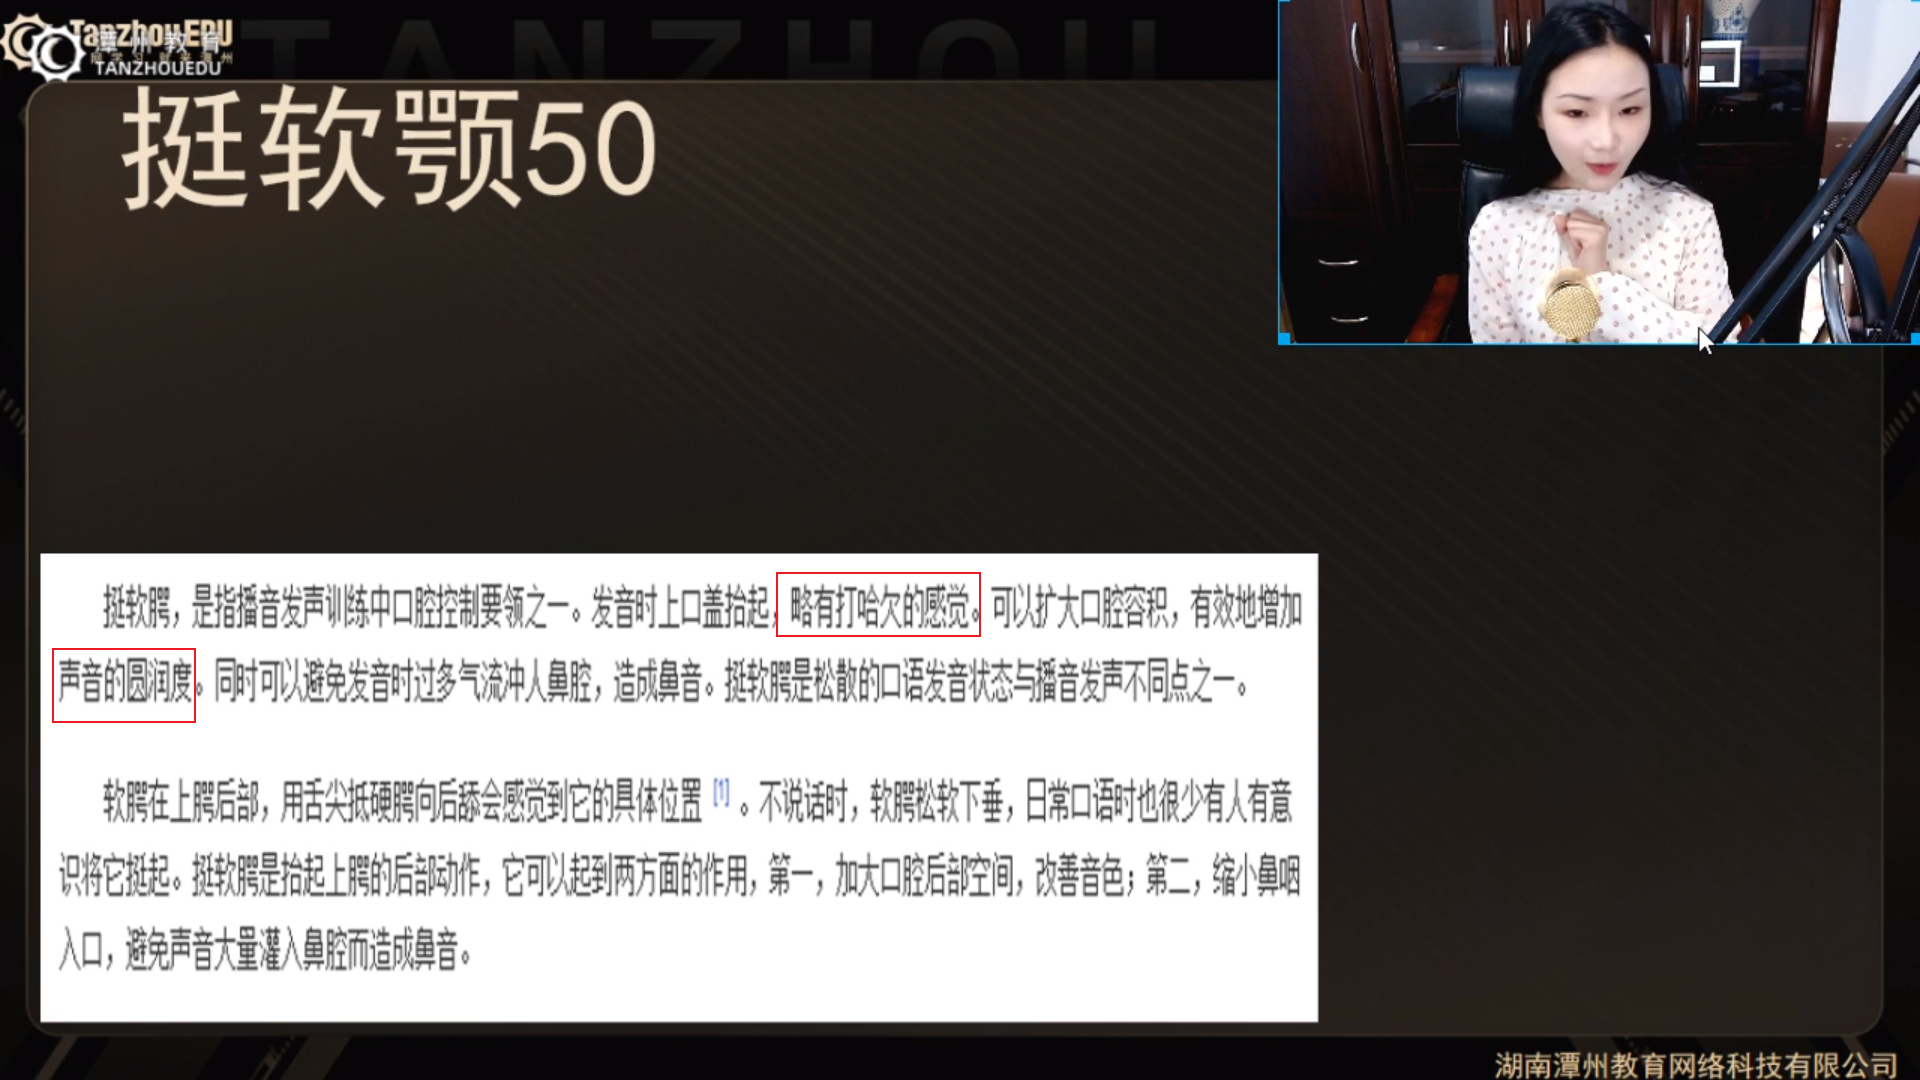 TanzhouEDU
潭州教育
TANZHOUEDU
TANZHOU
挺软颚50
挺软腭，是指播音发声训练中口腔控制要领之一。发音时上口盖抬起，略有打哈欠的感觉。可以扩大口腔容积，有效地增加
声音的圆润度。同时可以避免发音时过多气流冲人鼻腔，造成鼻音。挺软腭是松散的口语发音状态与播音发声不同点之一。
软腭在上腭后部，用舌尖抵硬腭向后舔会感觉到它的具体位置 [1] 。不说话时，软腭松软下垂，日常口语时也很少有人有意
识将它挺起。挺软腭是抬起上腭的后部动作，它可以起到两方面的作用，第一，加大口腔后部空间，改善音色；第二，缩小鼻咽
入口，避免声音大量灌入鼻腔而造成鼻音。
湖南潭州教育网络科技有限公司